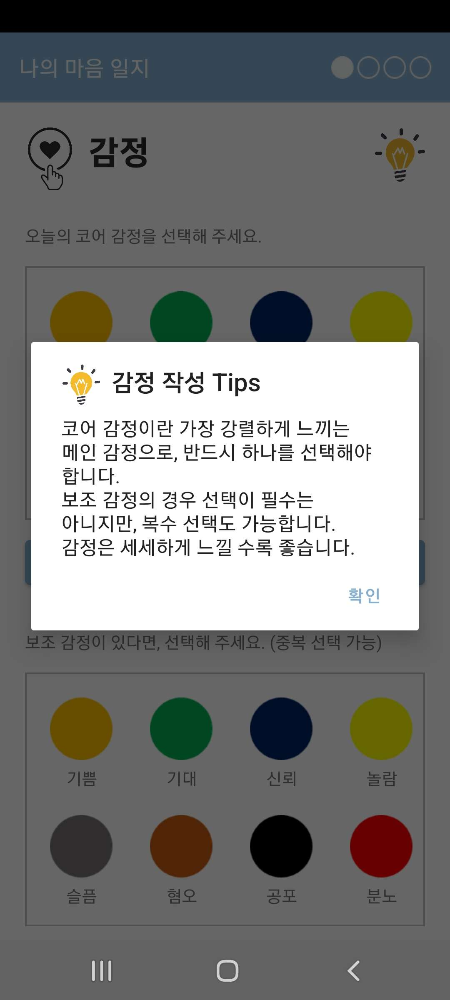 나의 마음 일지
감정
오늘의 코어 감정을 선택해 주세요.
감정 작성 Tips
코어 감정이란 가장 강렬하게 느끼는
메인 감정으로, 반드시 하나를 선택해야
합니다.
보조 감정의 경우 선택이 필수는
아니지만, 복수 선택도 가능합니다.
감정은 세세하게 느낄 수록 좋습니다.
확인
보조 감정이 있다면, 선택해 주세요. (중복 선택 가능)
기쁨 기대 신뢰 놀람
슬픔 혐오 공포 분노